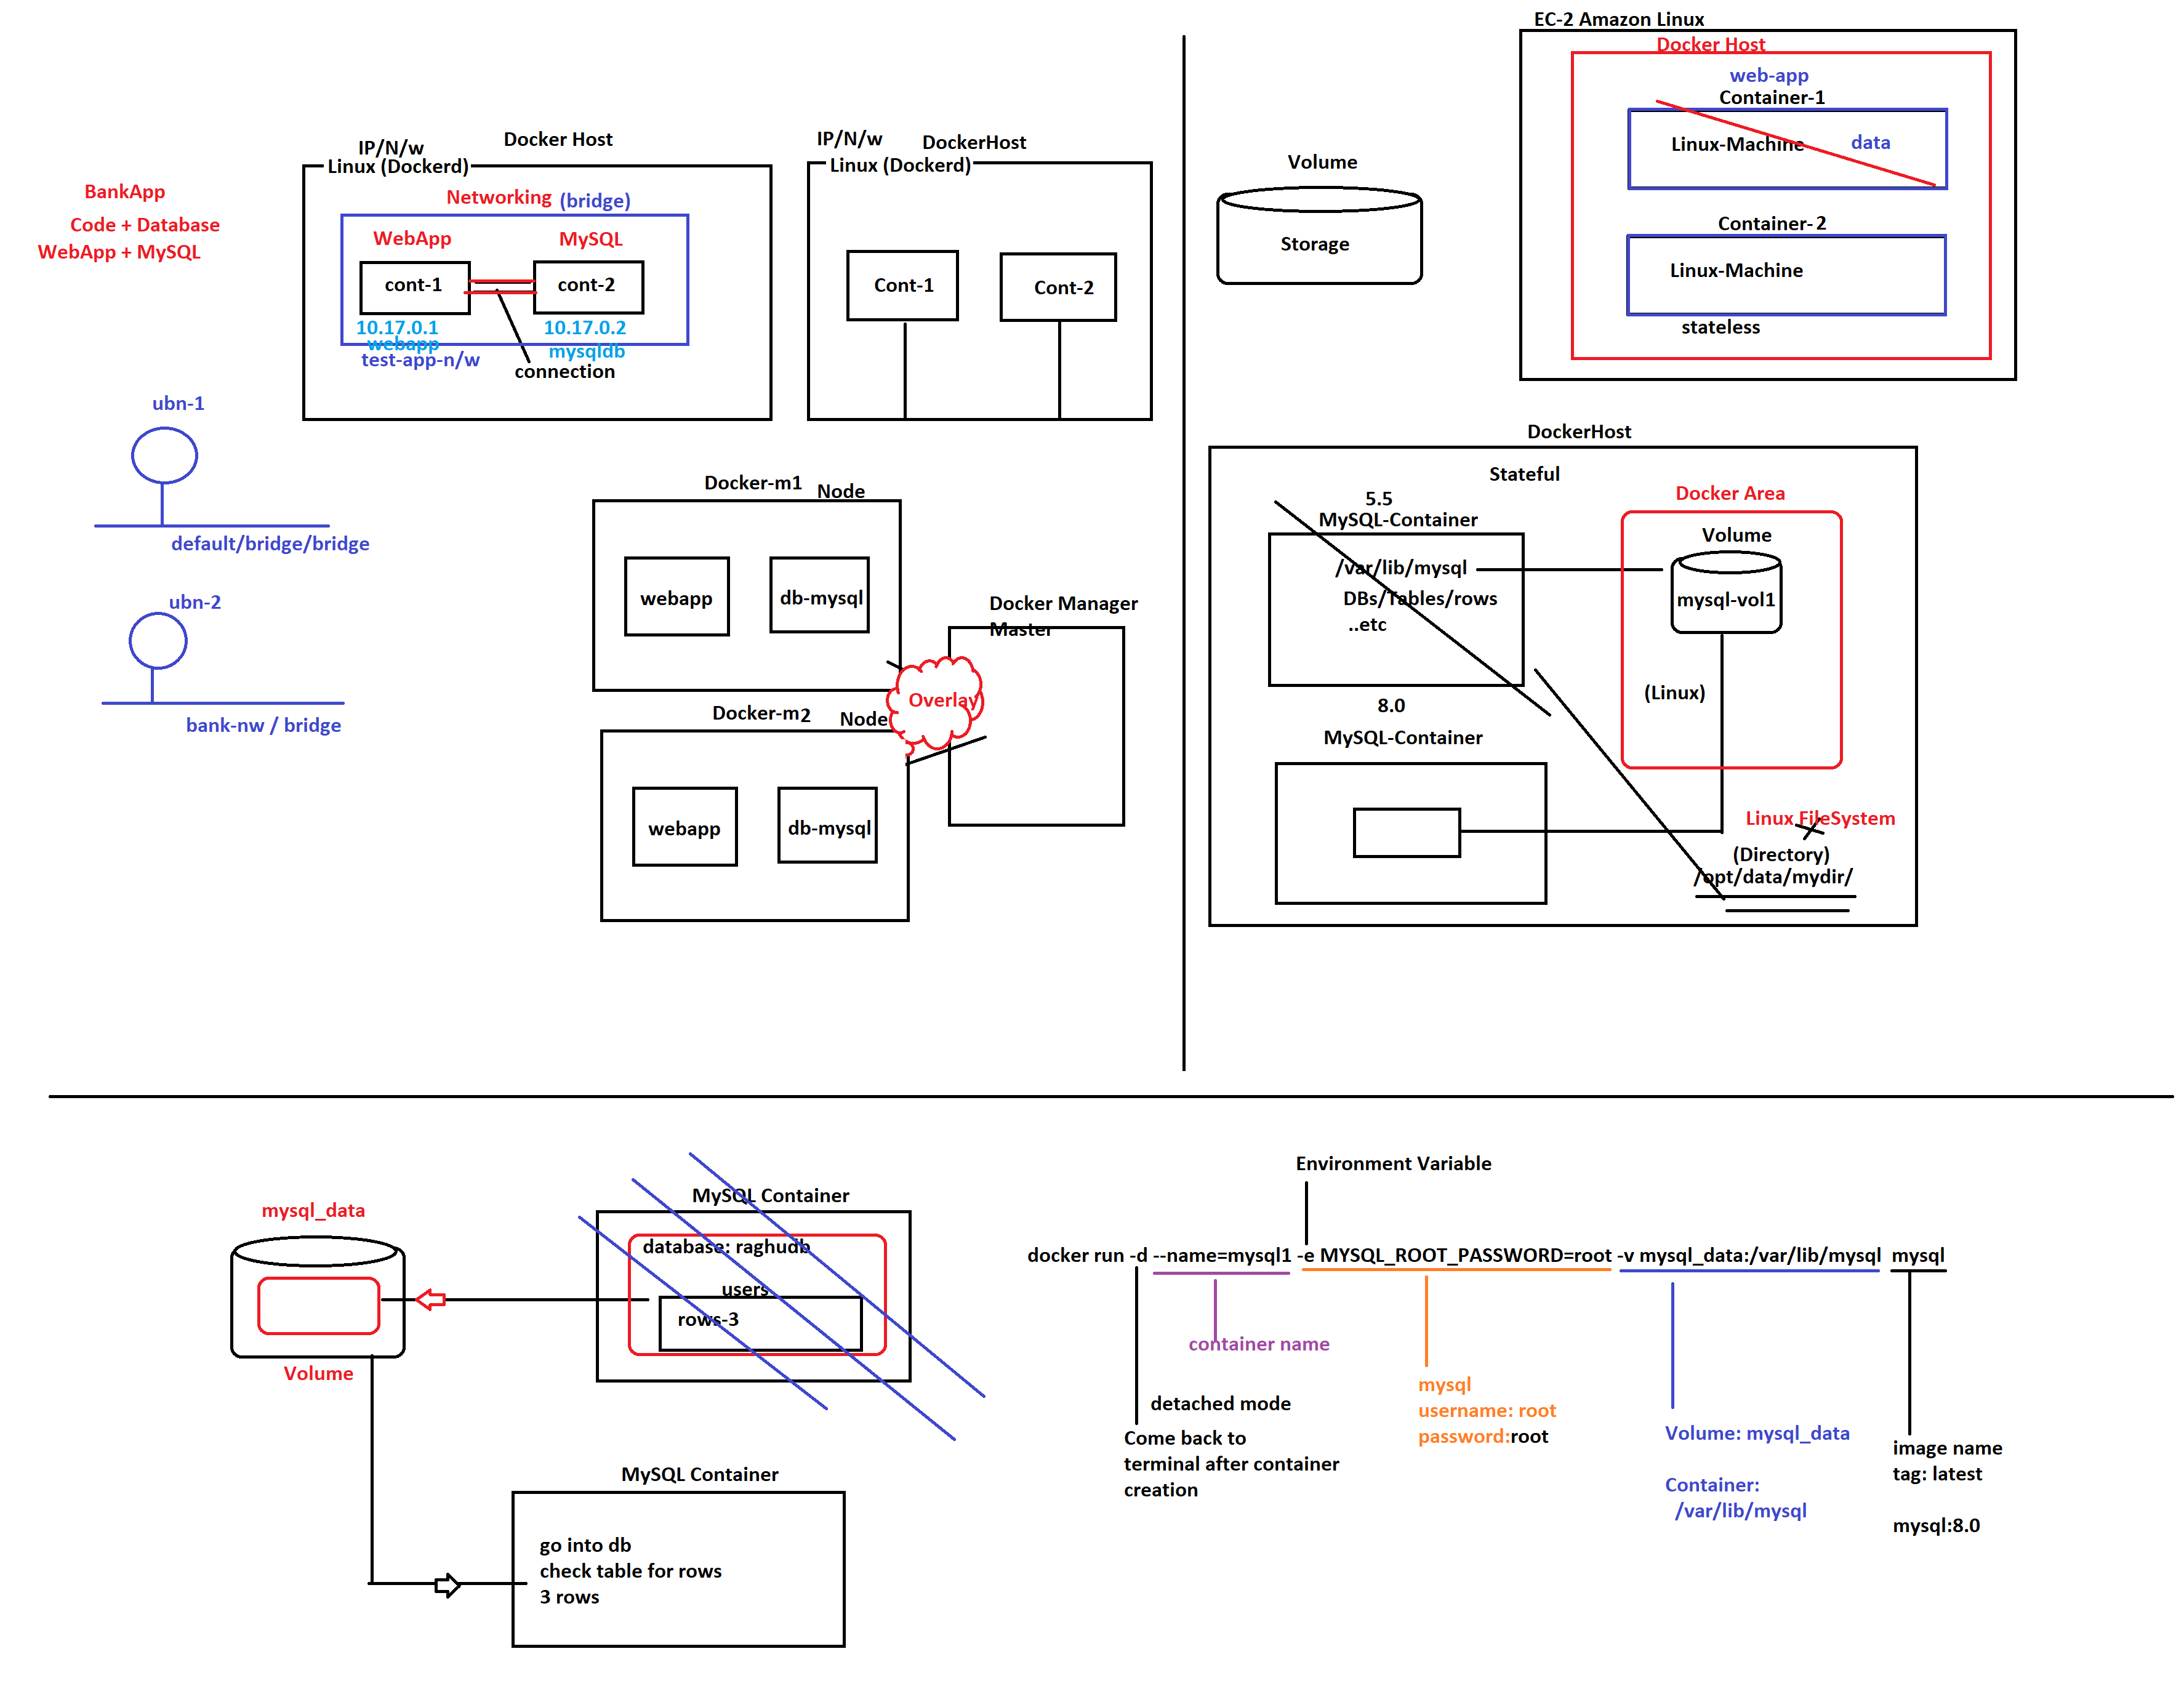 BankApp
Code + Database
WebApp + MySQL
IP/N/w
Docker Host
Linux (Dockerd)
Networking (bridge)
WebApp
MySQL
cont-1
cont-2
10.17.0.1
10.17.0.2
webapp
mysqldb
test-app-n/w
connection
IP/N/w
DockerHost
Linux (Dockerd)
Cont-1
Cont-2
ubn-1
default/bridge/bridge
ubn-2
bank-nw / bridge
Docker-m1
Node
webapp
db-mysql
Docker Manager
Master
Overlay
Docker-m2
Node
webapp
db-mysql
EC-2 Amazon Linux
Docker Host
web-app
Container-1
Linux-Machine
data
Container-2
Linux-Machine
stateless
Volume
Storage
DockerHost
Stateful
5.5
MySQL-Container
/var/lib/mysql
DBs/Tables/rows
..etc
Docker Area
Volume
mysql-vol1
(Linux)
8.0
MySQL-Container
Linux FileSystem
(Directory)
/opt/data/mydir/
mysql_data
Volume
MySQL Container
database: raghudb
users
rows-3
MySQL Container
go into db
check table for rows
3 rows
Environment Variable
docker run -d --name=mysql1 -e MYSQL_ROOT_PASSWORD=root -v mysql_data:/var/lib/mysql mysql
container name
detached mode
Come back to
terminal after container
creation
mysql
username: root
password:root
Volume: mysql_data
Container:
/var/lib/mysql
image name
tag: latest
mysql:8.0